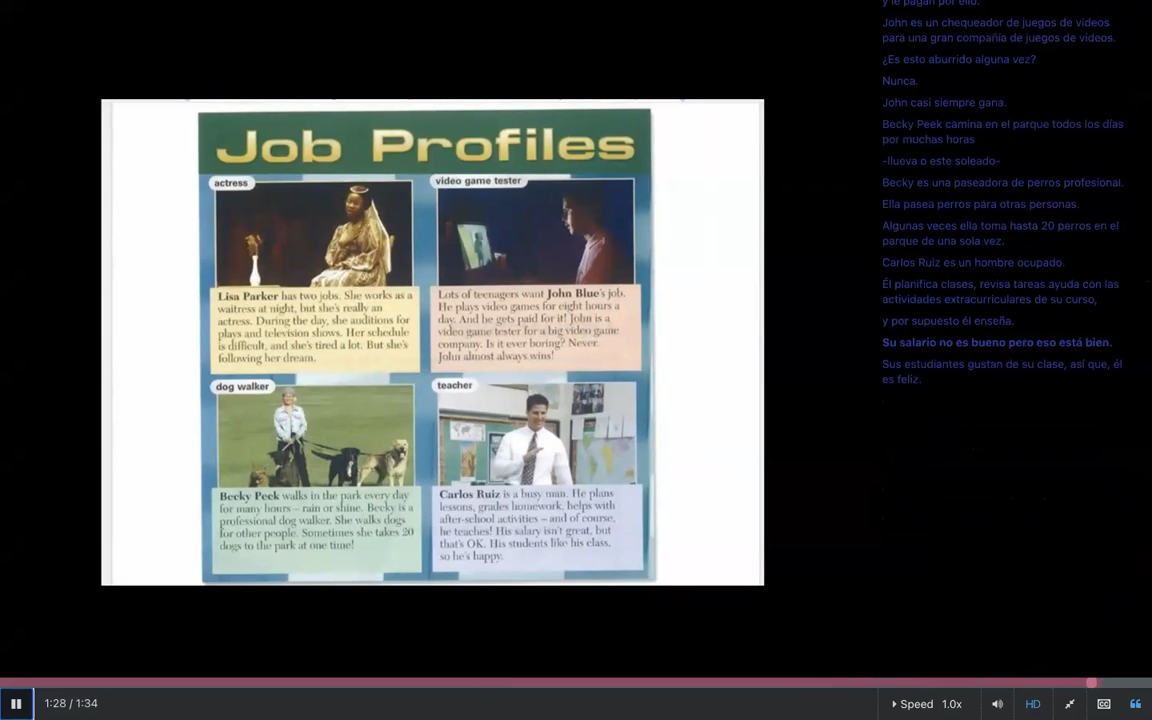 Job Profiles
actress
Lisa Parker has two jobs. She works as a
waitress at night, but she's really an
actress. During the day, she auditions for
plays and television shows. Her schedule
is difficult, and she's tired a lot. But she's
following her dream.
video game tester
Lots of teenagers want John Blue's job.
He plays video games for eight hours a
day. And he gets paid for it! John is a
video game tester for a big video game
company. Is it ever boring? Never.
John almost always wins!
dog walker
Becky Peek walks in the park every day
for many hours – rain or shine. Becky is a
professional dog walker. She walks dogs
for other people. Sometimes she takes 20
dogs to the park at one time!
teacher
Carlos Ruiz is a busy man. He plans
lessons, grades homework, helps with
after-school activities – and of course,
he teaches! His salary isn't great, but
that's OK. His students like his class,
so he's happy.
y le pagan por ello.
John es un chequeador de juegos de videos
para una gran compañía de juegos de videos.
¿Es esto aburrido alguna vez?
Nunca.
John casi siempre gana.
Becky Peek camina en el parque todos los días
por muchas horas
-llueva o este soleado-
Becky es una paseadora de perros profesional.
Ella pasea perros para otras personas.
Algunas veces ella toma hasta 20 perros en el
parque de una sola vez.
Carlos Ruiz es un hombre ocupado.
Él planifica clases, revisa tareas ayuda con las
actividades extracurriculares de su curso,
y por supuesto él enseña.
Su salario no es bueno pero eso está bien.
Sus estudiantes gustan de su clase, así que, él
es feliz.
1:28 / 1:34
Speed 1.0x
HD
CC